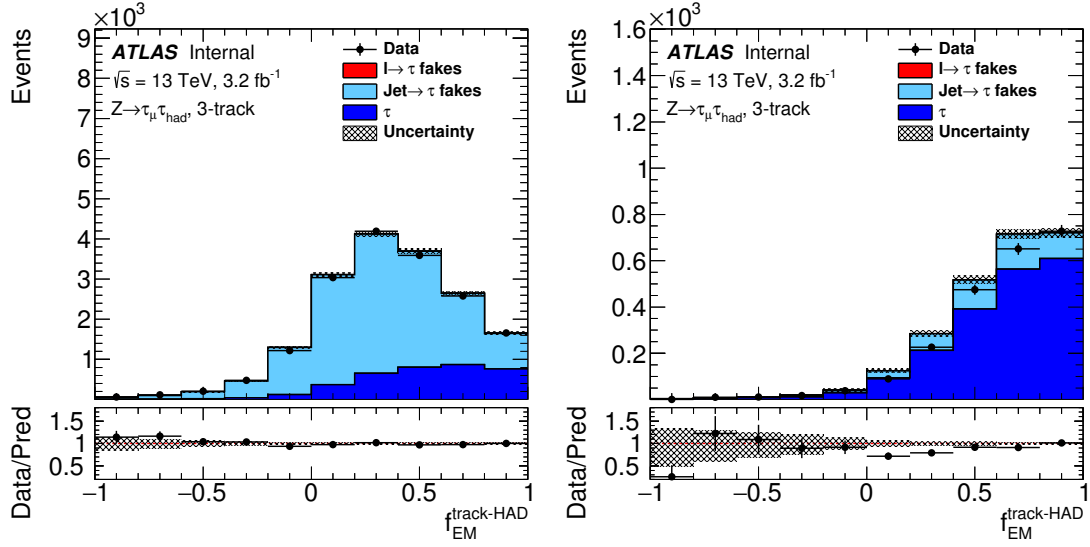 ×10³
Events
9
8
7
6
5
4
3
2
1
ATLAS Internal
√s = 13 TeV, 3.2 fb⁻¹
Z→τ_μ τ_had, 3-track
Data
l→ τ fakes
Jet→ τ fakes
τ
Uncertainty
Data/Pred
1.5
1
0.5
−1 −0.5 0 0.5 1
f_EM^track-HAD
×10³
Events
1.6
1.4
1.2
1
0.8
0.6
0.4
0.2
ATLAS Internal
√s = 13 TeV, 3.2 fb⁻¹
Z→τ_μ τ_had, 3-track
Data
l→ τ fakes
Jet→ τ fakes
τ
Uncertainty
Data/Pred
1.5
1
0.5
−1 −0.5 0 0.5 1
f_EM^track-HAD